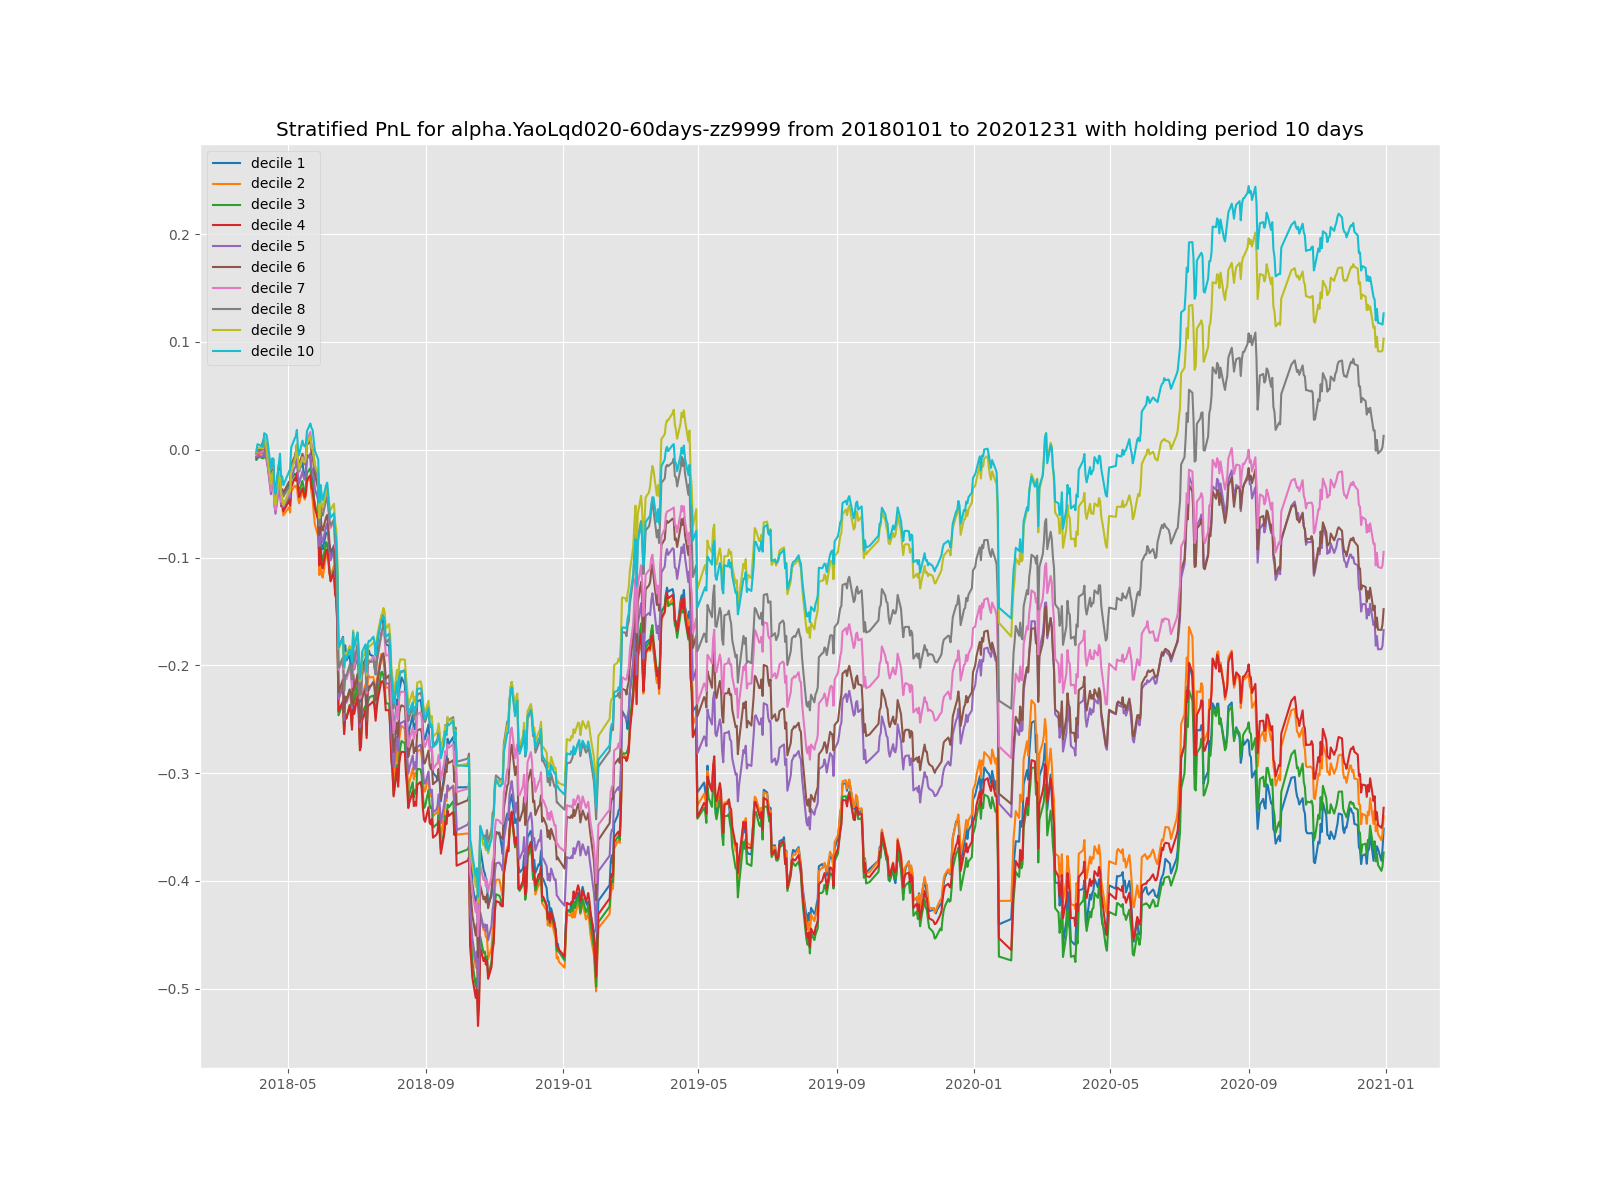 Stratified PnL for alpha.YaoLqd020-60days-zz9999 from 20180101 to 20201231 with holding period 10 days
decile 1
decile 2
decile 3
decile 4
decile 5
decile 6
decile 7
decile 8
decile 9
decile 10
0.2
0.1
0.0
−0.1
−0.2
−0.3
−0.4
−0.5
2018-05 2018-09 2019-01 2019-05 2019-09 2020-01 2020-05 2020-09 2021-01